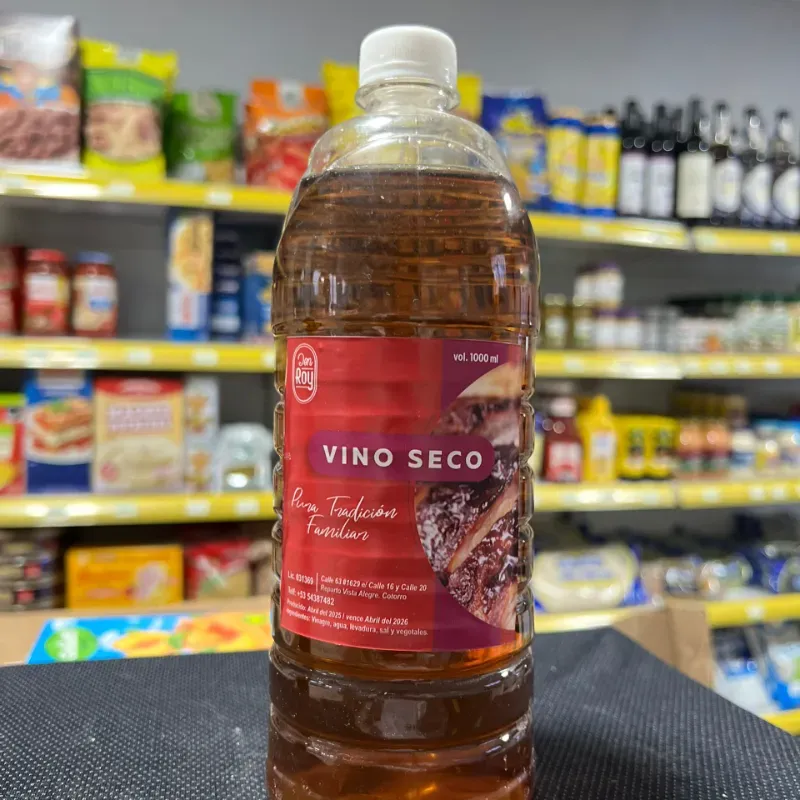 Don
Roy
vol. 1000 ml
VINO SECO
Pura Tradición
Familiar
Lic. 031369
Calle 63 #1629 e/ Calle 16 y Calle 20
Reparto Vista Alegre, Cotorro
Telf: +53 54387482
Producido: Abril del 2025 | vence Abril del 2026
Ingredientes: Vinagre, agua, levadura, sal y vegetales